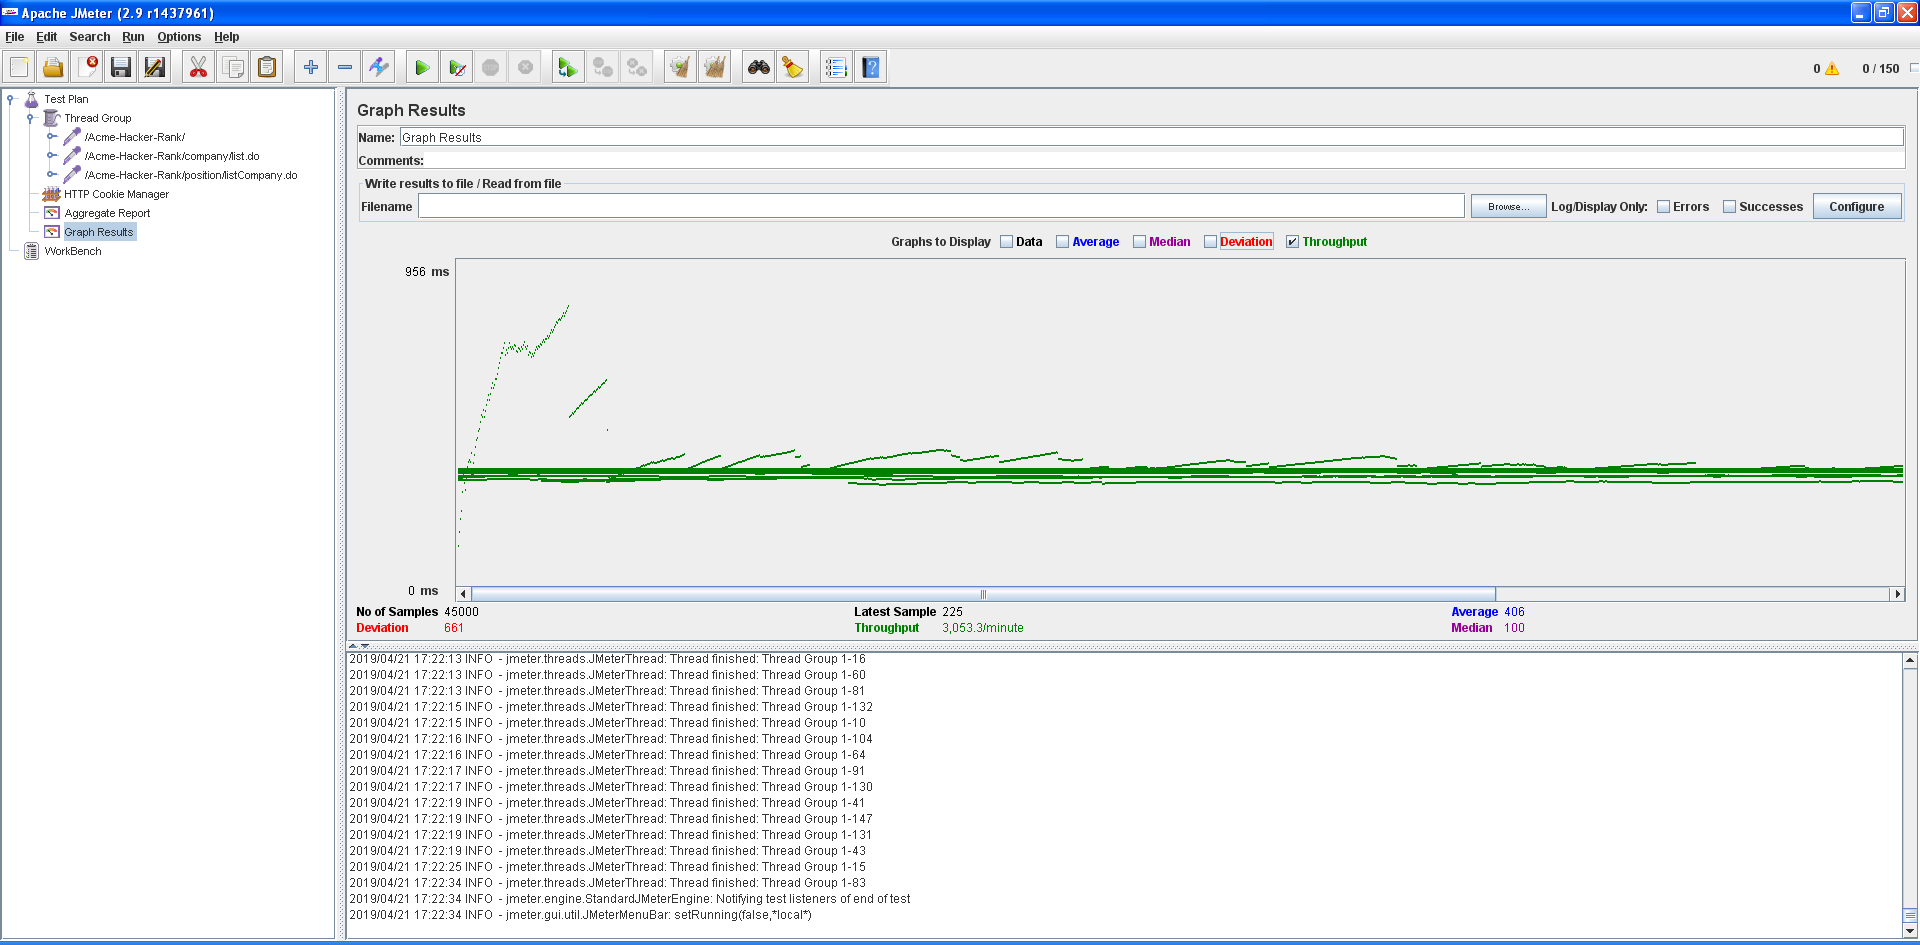 Apache JMeter (2.9 r1437961)
File Edit Search Run Options Help
0 0 / 150
Test Plan
Thread Group
/Acme-Hacker-Rank/
/Acme-Hacker-Rank/company/list.do
/Acme-Hacker-Rank/position/listCompany.do
HTTP Cookie Manager
Aggregate Report
Graph Results
WorkBench
Graph Results
Name: Graph Results
Comments:
Write results to file / Read from file
Filename Browse... Log/Display Only: Errors Successes Configure
Graphs to Display Data Average Median Deviation Throughput
956 ms
0 ms
No of Samples 45000 Latest Sample 225 Average 406
Deviation 661 Throughput 3,053.3/minute Median 100
2019/04/21 17:22:13 INFO - jmeter.threads.JMeterThread: Thread finished: Thread Group 1-16
2019/04/21 17:22:13 INFO - jmeter.threads.JMeterThread: Thread finished: Thread Group 1-60
2019/04/21 17:22:13 INFO - jmeter.threads.JMeterThread: Thread finished: Thread Group 1-81
2019/04/21 17:22:15 INFO - jmeter.threads.JMeterThread: Thread finished: Thread Group 1-132
2019/04/21 17:22:15 INFO - jmeter.threads.JMeterThread: Thread finished: Thread Group 1-10
2019/04/21 17:22:16 INFO - jmeter.threads.JMeterThread: Thread finished: Thread Group 1-104
2019/04/21 17:22:16 INFO - jmeter.threads.JMeterThread: Thread finished: Thread Group 1-64
2019/04/21 17:22:17 INFO - jmeter.threads.JMeterThread: Thread finished: Thread Group 1-91
2019/04/21 17:22:17 INFO - jmeter.threads.JMeterThread: Thread finished: Thread Group 1-130
2019/04/21 17:22:19 INFO - jmeter.threads.JMeterThread: Thread finished: Thread Group 1-41
2019/04/21 17:22:19 INFO - jmeter.threads.JMeterThread: Thread finished: Thread Group 1-147
2019/04/21 17:22:19 INFO - jmeter.threads.JMeterThread: Thread finished: Thread Group 1-131
2019/04/21 17:22:19 INFO - jmeter.threads.JMeterThread: Thread finished: Thread Group 1-43
2019/04/21 17:22:25 INFO - jmeter.threads.JMeterThread: Thread finished: Thread Group 1-15
2019/04/21 17:22:34 INFO - jmeter.threads.JMeterThread: Thread finished: Thread Group 1-83
2019/04/21 17:22:34 INFO - jmeter.engine.StandardJMeterEngine: Notifying test listeners of end of test
2019/04/21 17:22:34 INFO - jmeter.gui.util.JMeterMenuBar: setRunning(false,*local*)